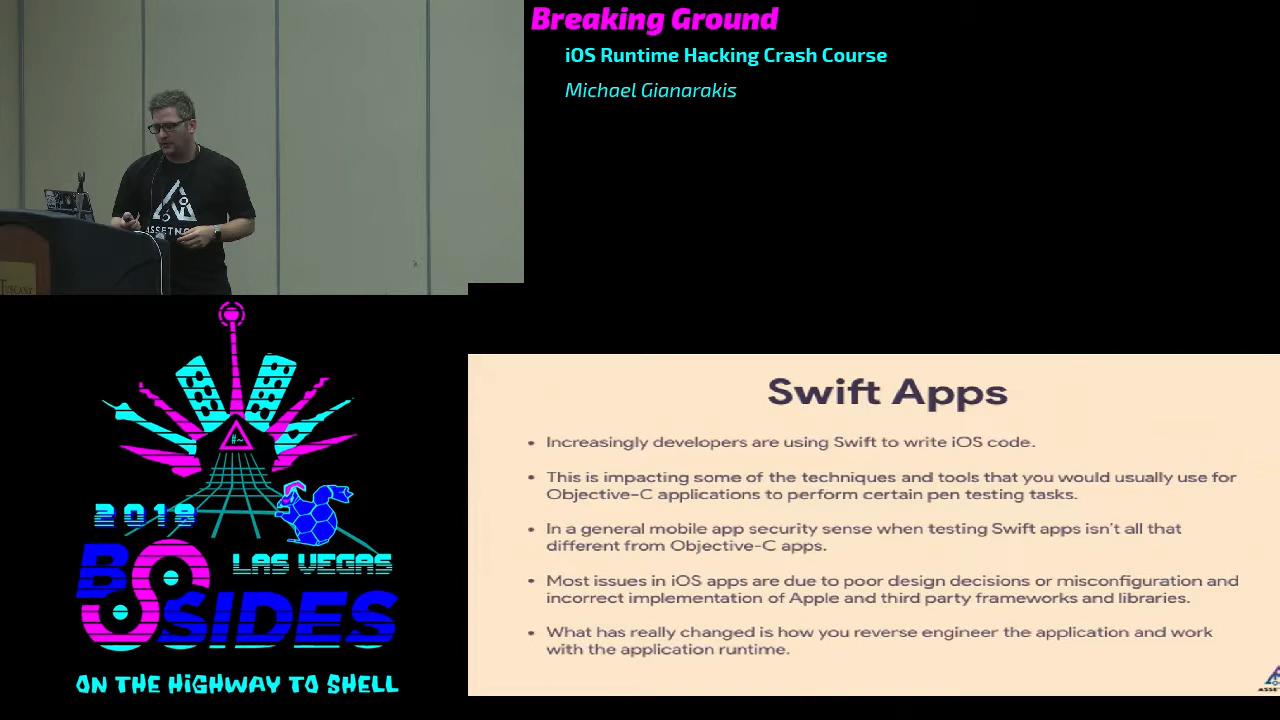 Breaking Ground
iOS Runtime Hacking Crash Course
Michael Gianarakis
TUSCANY
#~
2019
BSIDES
LAS VEGAS
ON THE HIGHWAY TO SHELL
Swift Apps
• Increasingly developers are using Swift to write iOS code.
• This is impacting some of the techniques and tools that you would usually use for
Objective-C applications to perform certain pen testing tasks.
• In a general mobile app security sense when testing Swift apps isn't all that
different from Objective-C apps.
• Most issues in iOS apps are due to poor design decisions or misconfiguration and
incorrect implementation of Apple and third party frameworks and libraries.
• What has really changed is how you reverse engineer the application and work
with the application runtime.